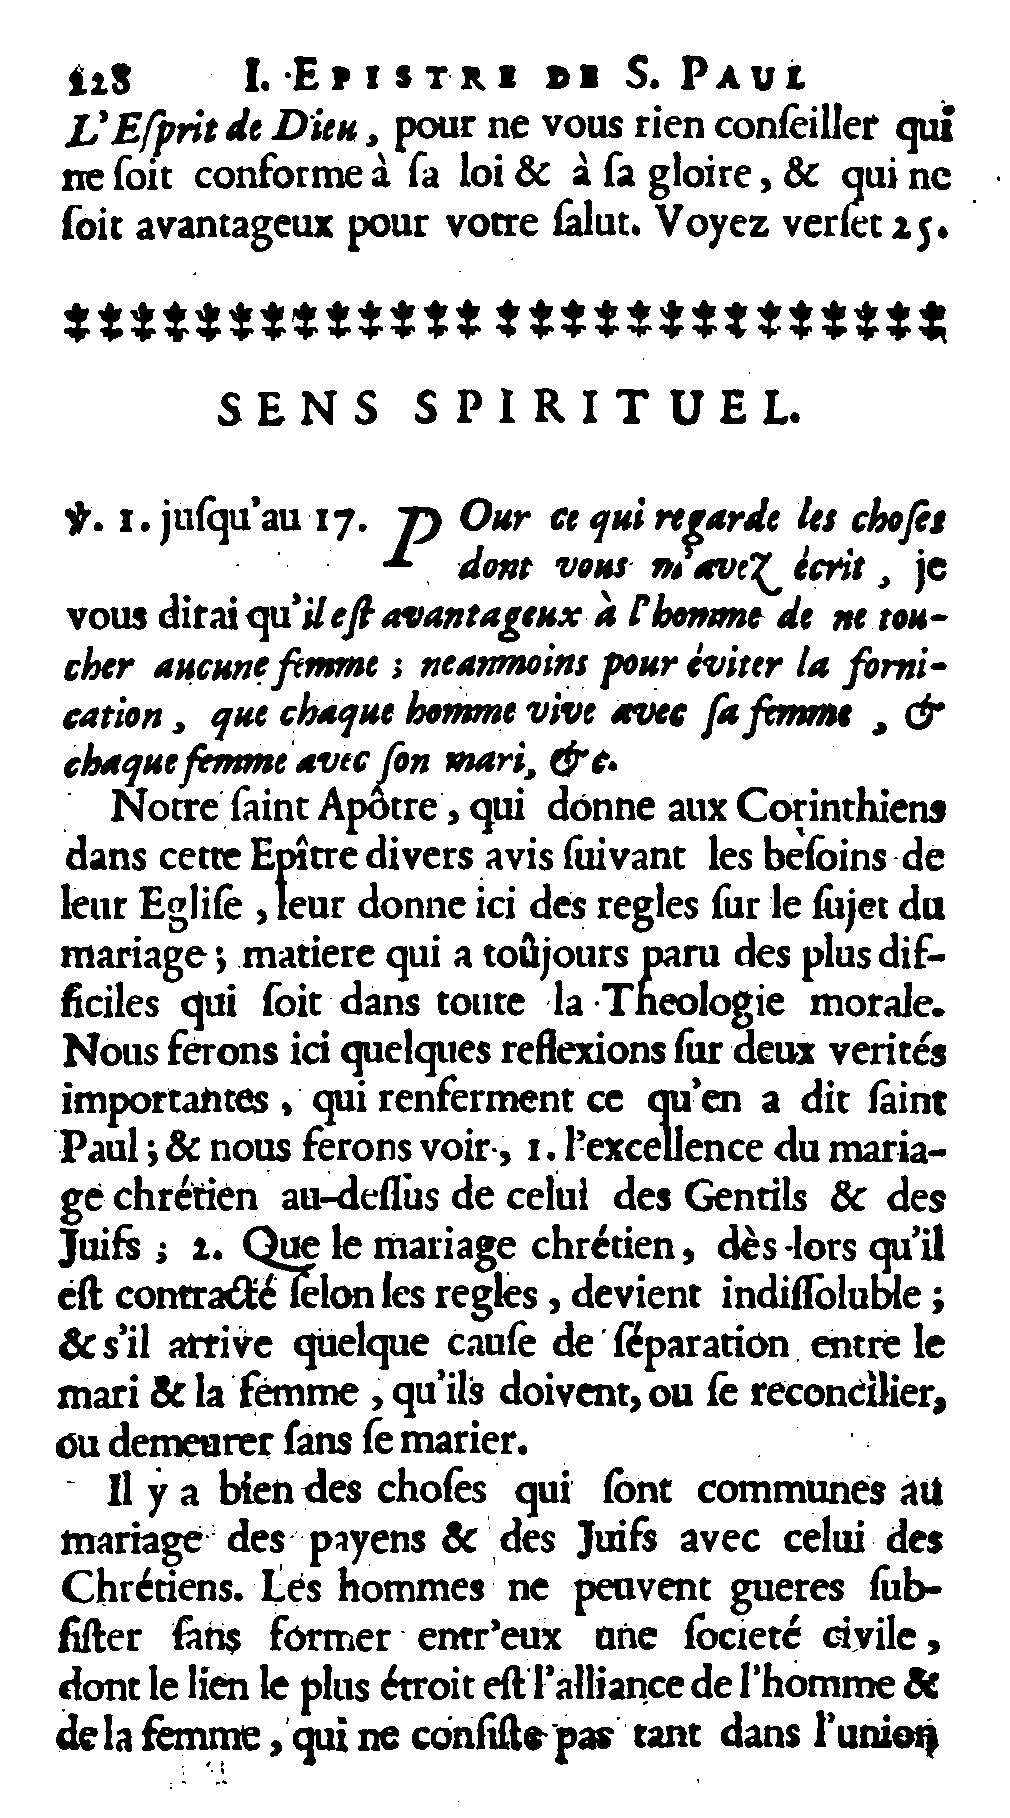 128 I. EPISTRE DE S. PAUL
L'Eſprit de Dieu, pour ne vous rien conſeiller qui
ne ſoit conforme à ſa loi & à ſa gloire, & qui ne
ſoit avantageux pour votre ſalut. Voyez verſet 25.
SENS SPIRITUEL.
℣. 1. juſqu'au 17. POur ce qui regarde les choſes
dont vous m'avez écrit, je
vous dirai qu'il eſt avantageux à l'homme de ne tou-
cher aucune femme ; neanmoins pour éviter la forni-
cation, que chaque homme vive avec ſa femme, &
chaque femme avec ſon mari, &c.
Notre ſaint Apôtre, qui donne aux Corinthiens
dans cette Epître divers avis ſuivant les beſoins de
leur Egliſe, leur donne ici des regles ſur le ſujet du
mariage ; matiere qui a toûjours paru des plus dif-
ficiles qui ſoit dans toute la Theologie morale.
Nous ferons ici quelques reflexions ſur deux verités
importantes, qui renferment ce qu'en a dit ſaint
Paul ; & nous ferons voir, 1. l'excellence du maria-
ge chrétien au-deſſus de celui des Gentils & des
Juifs ; 2. Que le mariage chrétien, dès-lors qu'il
eſt contracté ſelon les regles, devient indiſſoluble ;
& s'il arrive quelque cauſe de ſéparation entre le
mari & la femme, qu'ils doivent, ou ſe reconcilier,
ou demeurer ſans ſe marier.
Il y a bien des choſes qui ſont communes au
mariage des payens & des Juifs avec celui des
Chrétiens. Les hommes ne peuvent gueres ſub-
ſiſter ſans former entr'eux une ſocieté civile,
dont le lien le plus étroit eſt l'alliance de l'homme &
de la femme, qui ne conſiſte pas tant dans l'union